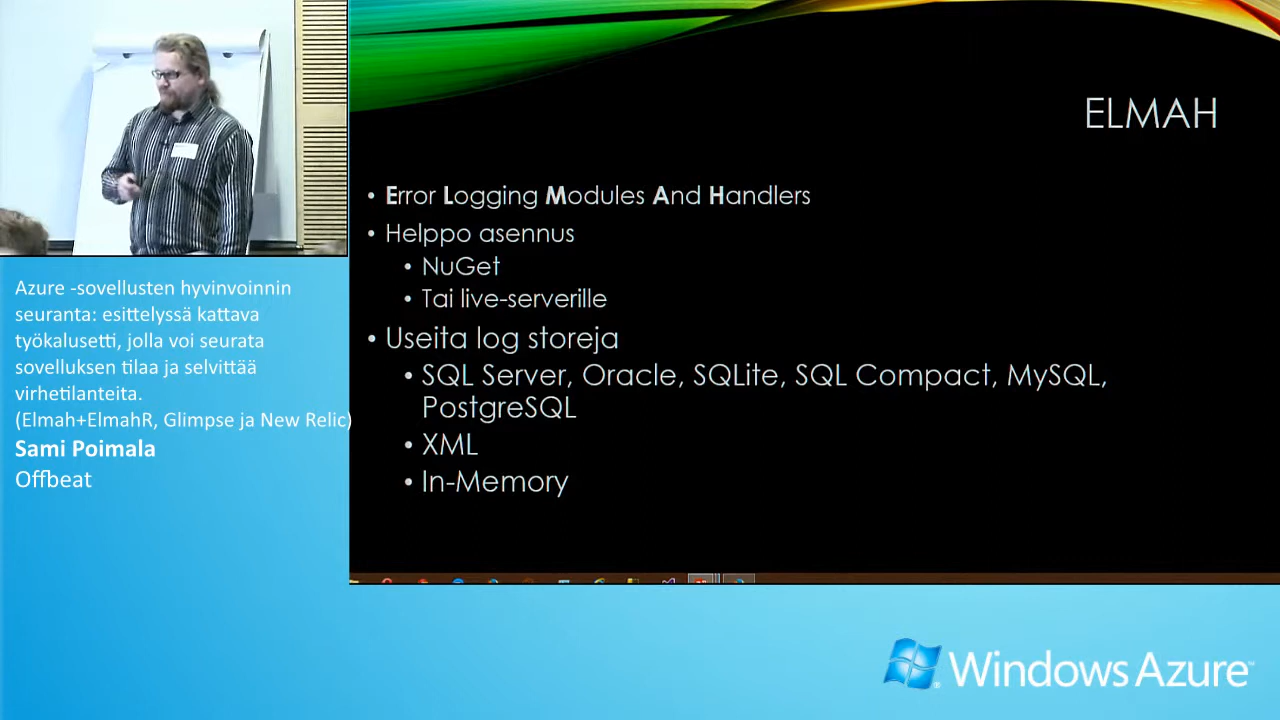 ELMAH
• Error Logging Modules And Handlers
• Helppo asennus
• NuGet
• Tai live-serverille
• Useita log storeja
• SQL Server, Oracle, SQLite, SQL Compact, MySQL,
PostgreSQL
• XML
• In-Memory
Azure -sovellusten hyvinvoinnin
seuranta: esittelyssä kattava
työkalusetti, jolla voi seurata
sovelluksen tilaa ja selvittää
virhetilanteita.
(Elmah+ElmahR, Glimpse ja New Relic)
Sami Poimala
Offbeat
Windows Azure™